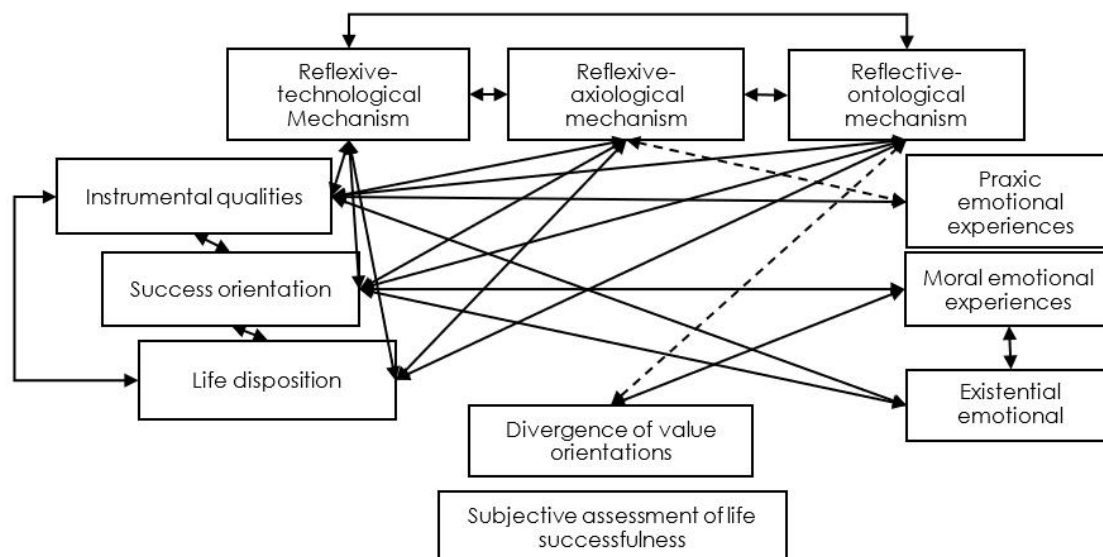 Reflexive-
technological
Mechanism
Reflexive-
axiological
mechanism
Reflective-
ontological
mechanism
Instrumental qualities
Praxic
emotional
experiences
Success orientation
Moral emotional
experiences
Life disposition
Existential
emotional
Divergence of value
orientations
Subjective assessment of life
successfulness